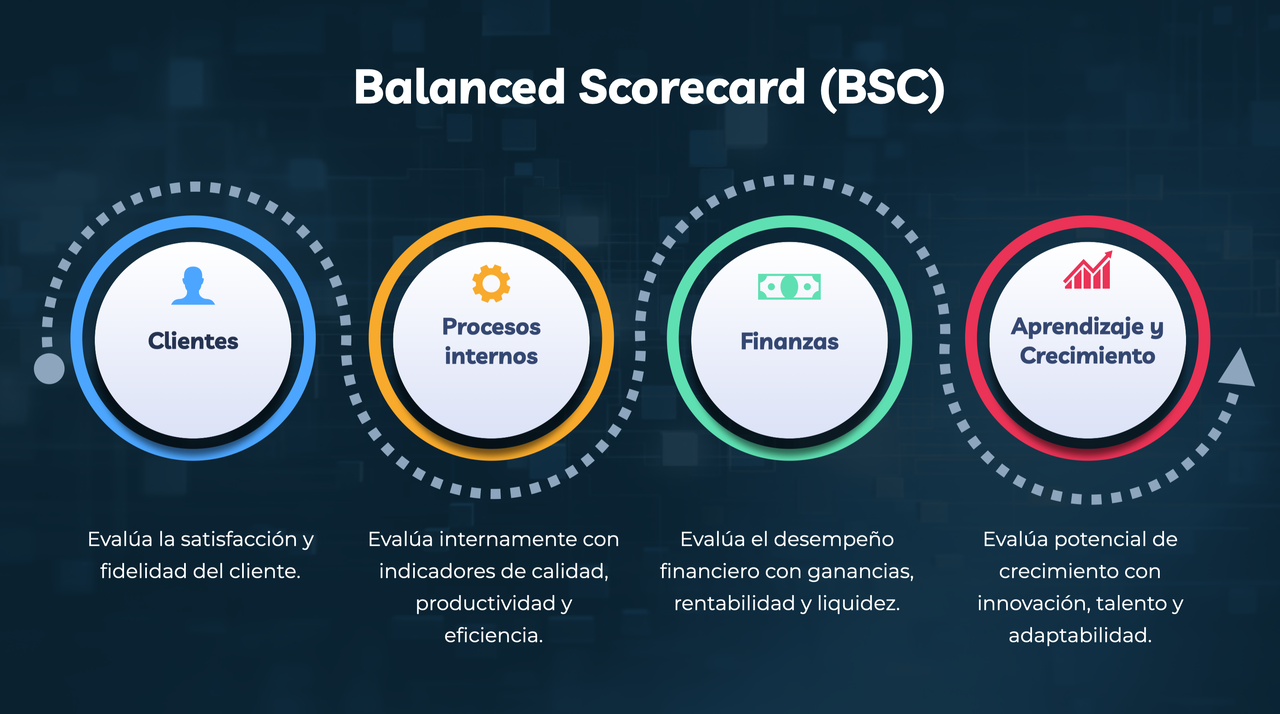 Balanced Scorecard (BSC)
Clientes
Procesos
internos
Finanzas
Aprendizaje y
Crecimiento
Evalúa la satisfacción y
fidelidad del cliente.
Evalúa internamente con
indicadores de calidad,
productividad y
eficiencia.
Evalúa el desempeño
financiero con ganancias,
rentabilidad y liquidez.
Evalúa potencial de
crecimiento con
innovación, talento y
adaptabilidad.